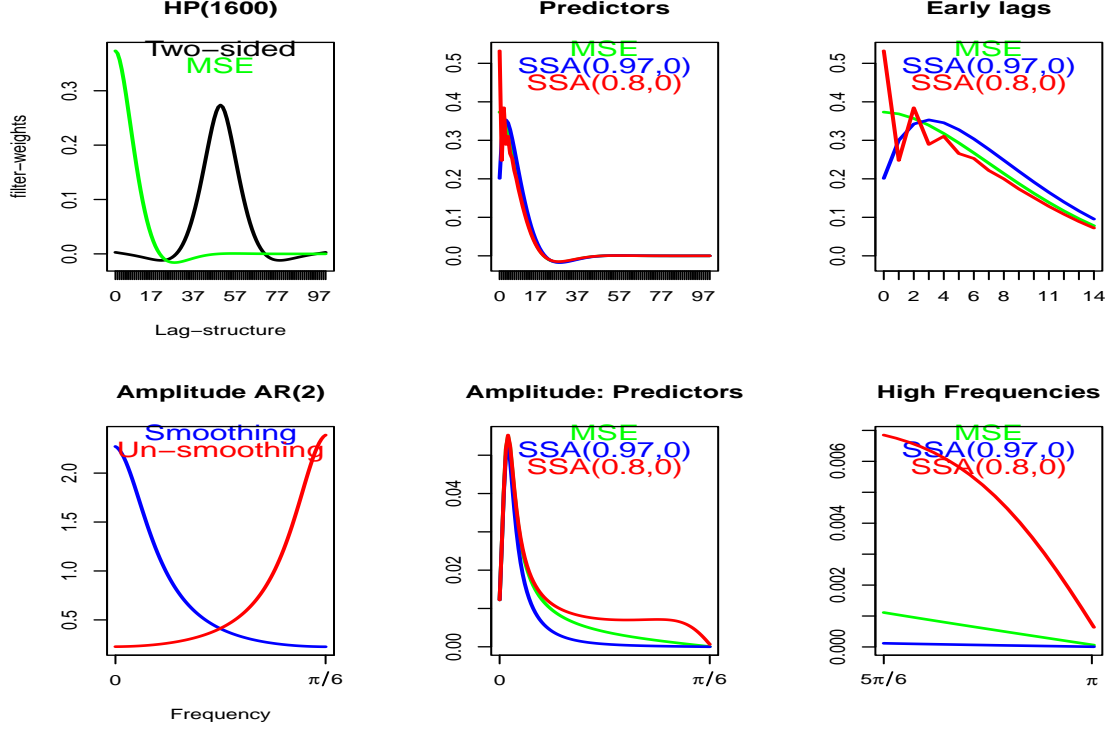 HP(1600)
Two-sided
MSE
filter-weights
0.0 0.1 0.2 0.3
0 17 37 57 77 97
Lag-structure
Predictors
MSE
SSA(0.97,0)
SSA(0.8,0)
0.0 0.1 0.2 0.3 0.4 0.5
0 17 37 57 77 97
Early lags
MSE
SSA(0.97,0)
SSA(0.8,0)
0.0 0.1 0.2 0.3 0.4 0.5
0 2 4 6 8 11 14
Amplitude AR(2)
Smoothing
Un-smoothing
0.5 1.0 1.5 2.0
0 π/6
Frequency
Amplitude: Predictors
MSE
SSA(0.97,0)
SSA(0.8,0)
0.00 0.02 0.04
0 π/6
High Frequencies
MSE
SSA(0.97,0)
SSA(0.8,0)
0.000 0.002 0.004 0.006
5π/6 π